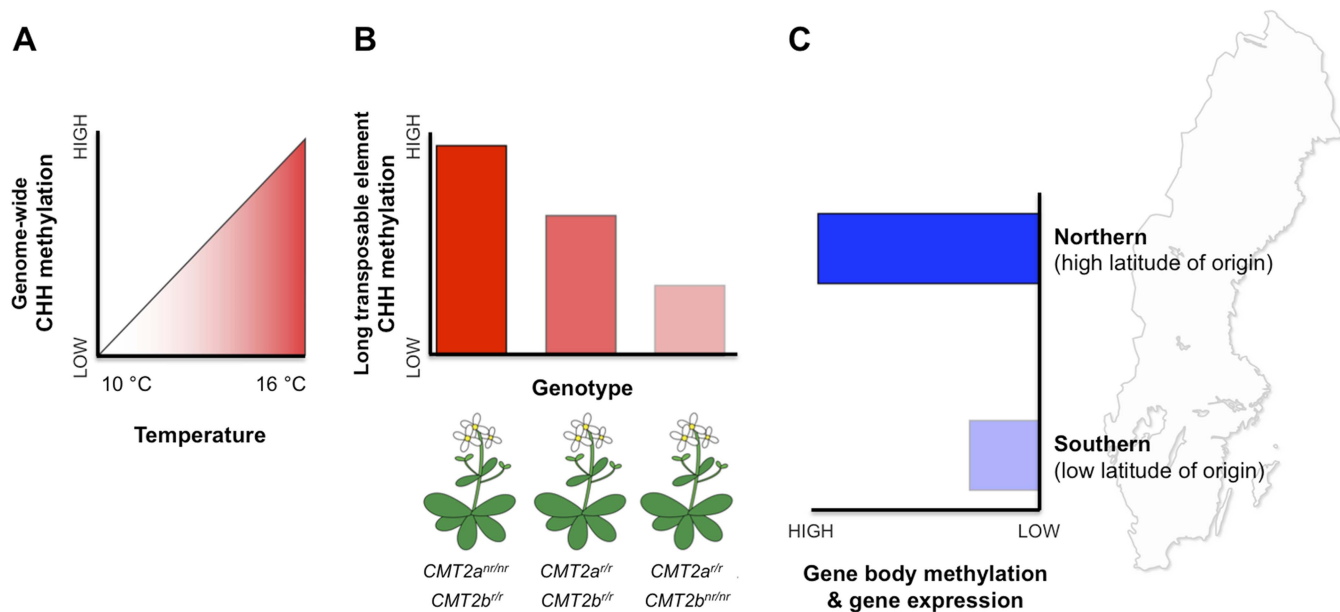 A
Genome-wide
CHH methylation
HIGH
LOW
10 °C
16 °C
Temperature
B
Long transposable element
CHH methylation
HIGH
LOW
Genotype
CMT2a^nr/nr
CMT2b^r/r
CMT2a^r/r
CMT2b^r/r
CMT2a^r/r
CMT2b^nr/nr
C
Northern
(high latitude of origin)
Southern
(low latitude of origin)
HIGH
LOW
Gene body methylation
& gene expression